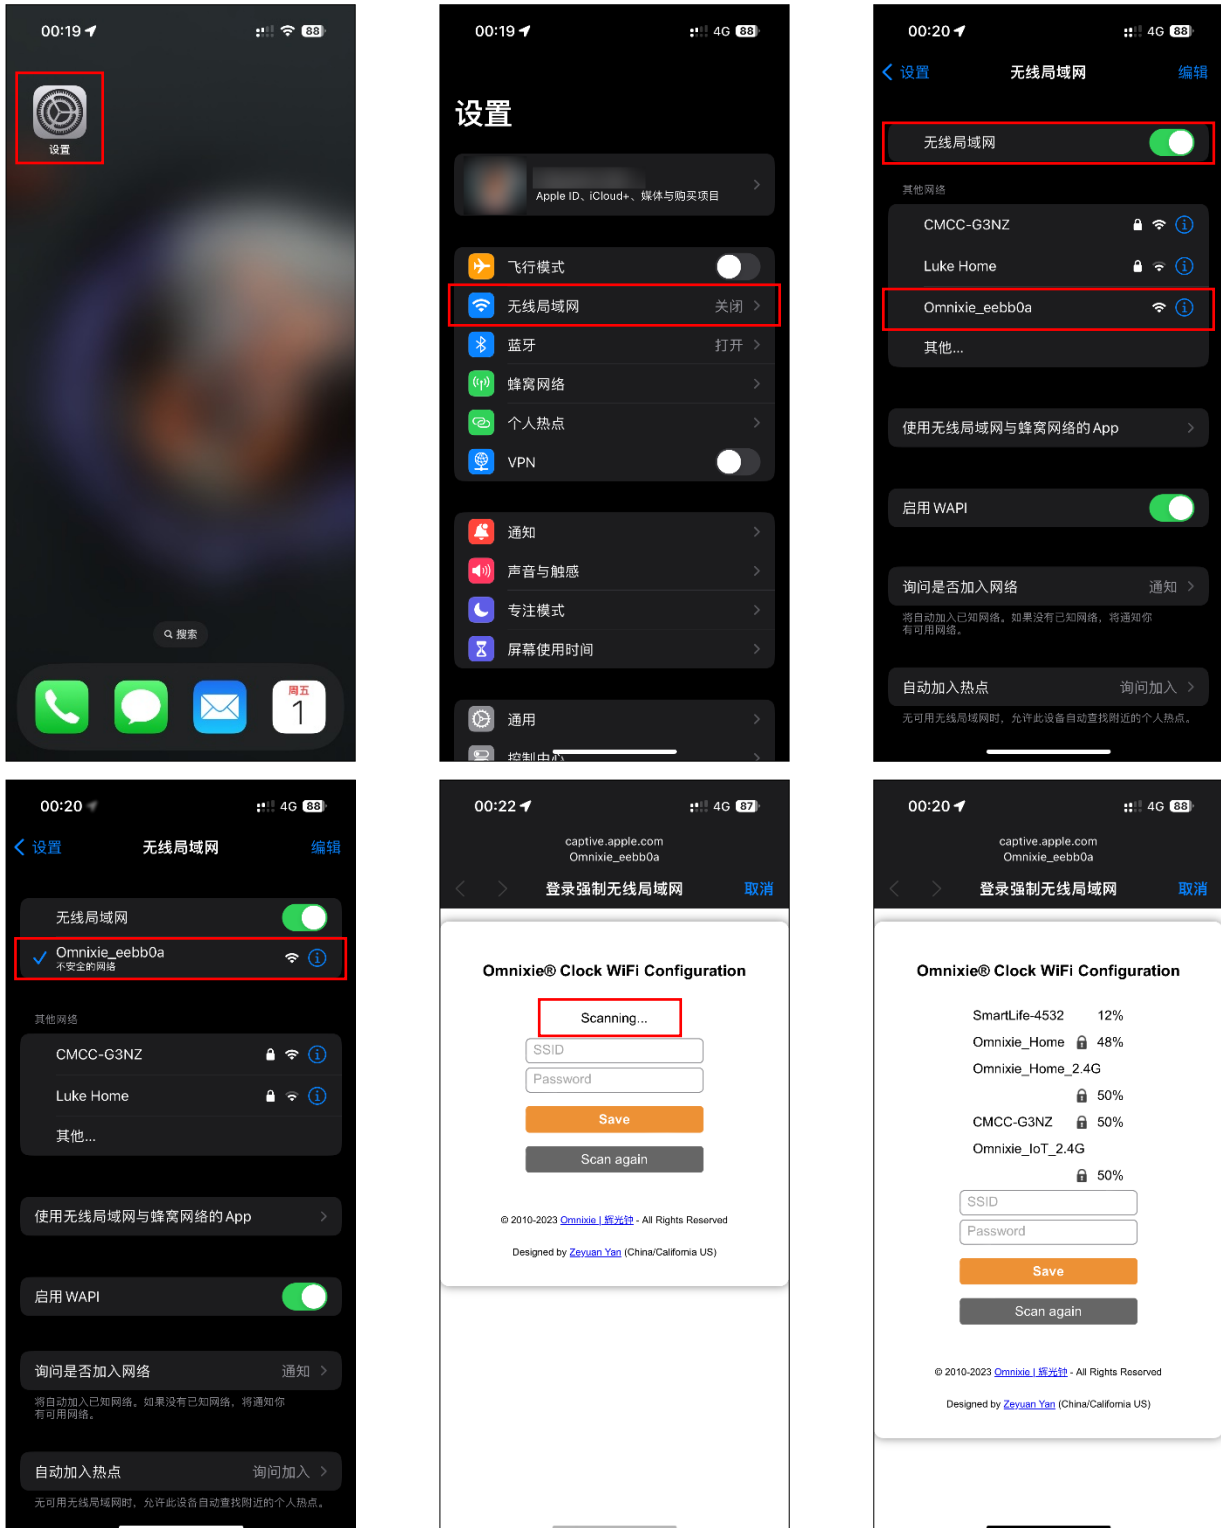 00:19
88
设置
搜索
周五
1
00:19
4G 88
设置
Apple ID、iCloud+、媒体与购买项目
飞行模式
无线局域网 关闭
蓝牙 打开
蜂窝网络
个人热点
VPN
通知
声音与触感
专注模式
屏幕使用时间
通用
控制中心
00:20
4G 88
设置 无线局域网 编辑
无线局域网
其他网络
CMCC-G3NZ
Luke Home
Omnixie_eebb0a
其他...
使用无线局域网与蜂窝网络的 App
启用 WAPI
询问是否加入网络 通知
将自动加入已知网络。如果没有已知网络，将通知你
有可用网络。
自动加入热点 询问加入
无可用无线局域网时，允许此设备自动查找附近的个人热点。
00:20
4G 88
设置 无线局域网 编辑
无线局域网
Omnixie_eebb0a
不安全的网络
其他网络
CMCC-G3NZ
Luke Home
其他...
使用无线局域网与蜂窝网络的 App
启用 WAPI
询问是否加入网络 通知
将自动加入已知网络。如果没有已知网络，将通知你
有可用网络。
自动加入热点 询问加入
无可用无线局域网时，允许此设备自动查找附近的个人热点。
00:22
4G 87
captive.apple.com
Omnixie_eebb0a
登录强制无线局域网 取消
Omnixie® Clock WiFi Configuration
Scanning...
SSID
Password
Save
Scan again
© 2010-2023 Omnixie | 辉光钟 - All Rights Reserved
Designed by Zeyuan Yan (China/California US)
00:20
4G 88
captive.apple.com
Omnixie_eebb0a
登录强制无线局域网 取消
Omnixie® Clock WiFi Configuration
SmartLife-4532 12%
Omnixie_Home 48%
Omnixie_Home_2.4G
50%
CMCC-G3NZ 50%
Omnixie_IoT_2.4G
50%
SSID
Password
Save
Scan again
© 2010-2023 Omnixie | 辉光钟 - All Rights Reserved
Designed by Zeyuan Yan (China/California US)